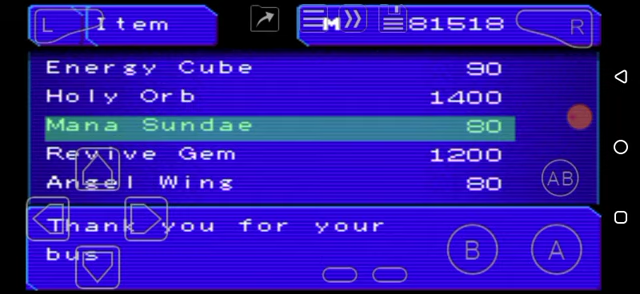 L Item M 81518 R
Energy Cube 90
Holy Orb 1400
Mana Sundae 80
Revive Gem 1200
Angel Wing 80
AB
Thank you for your
bus
B A